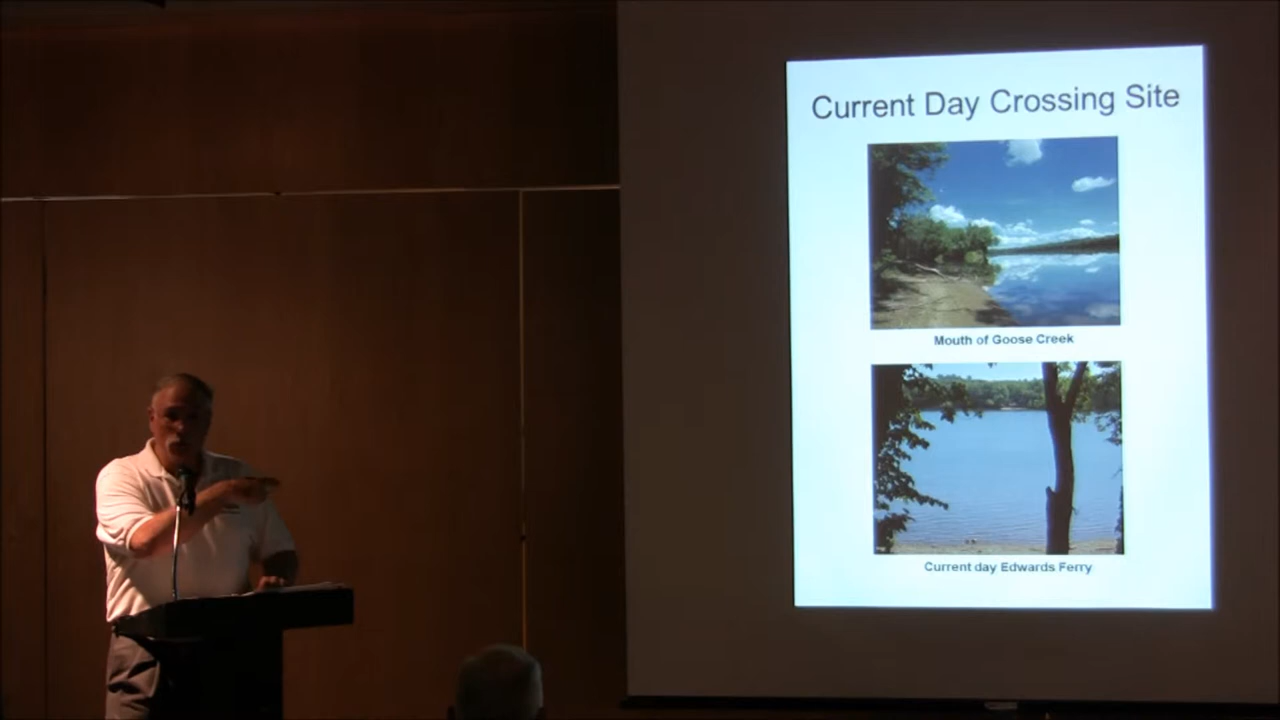 Current Day Crossing Site
Mouth of Goose Creek
Current day Edwards Ferry